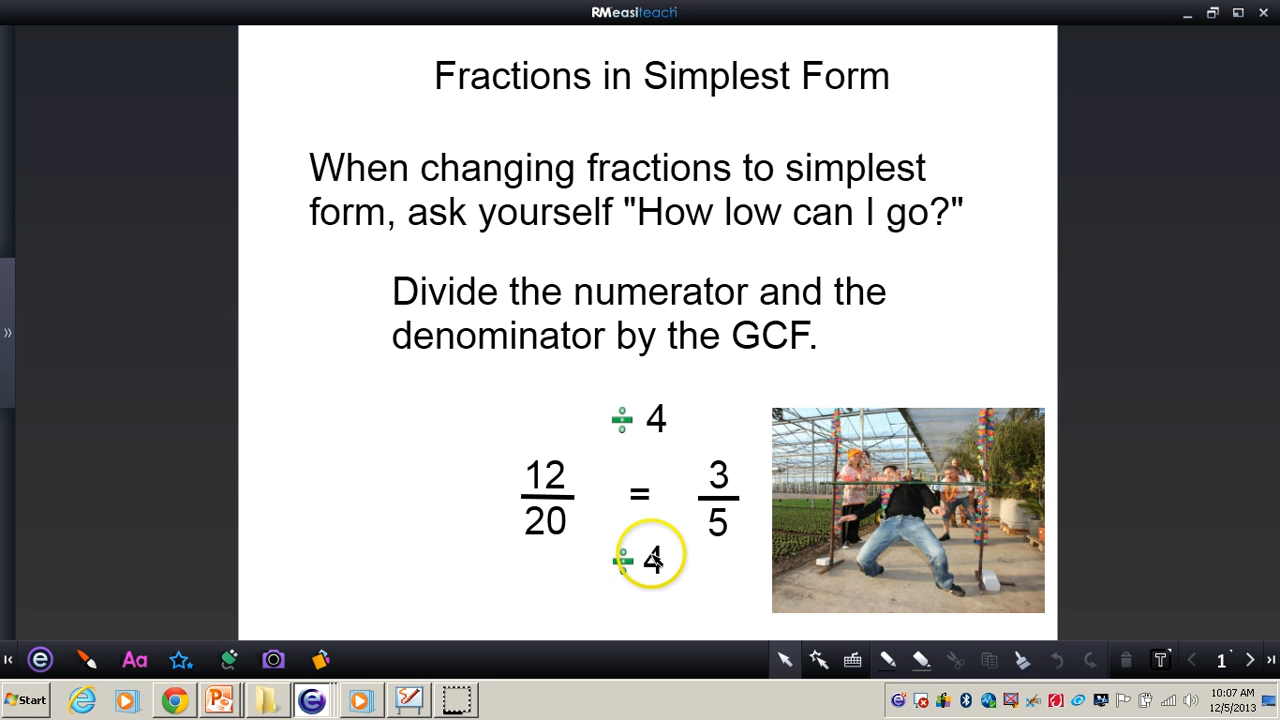 RMeasiteach
Fractions in Simplest Form
When changing fractions to simplest
form, ask yourself "How low can I go?"
Divide the numerator and the
denominator by the GCF.
÷ 4
12/20 = 3/5
÷ 4
Aa
T
1
Start
10:07 AM
12/5/2013